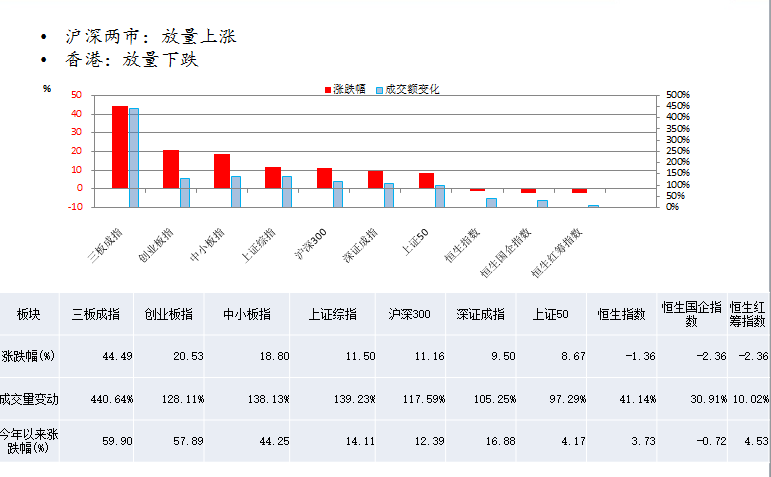 • 沪深两市：放量上涨
• 香港：放量下跌
% 涨跌幅 成交额变化
50 500%
450%
40 400%
350%
30 300%
250%
20 200%
10 150%
100%
0 50%
-10 0%
三板成指 创业板指 中小板指 上证综指 沪深300 深证成指 上证50 恒生指数 恒生国企指数 恒生红筹指数
板块 三板成指 创业板指 中小板指 上证综指 沪深300 深证成指 上证50 恒生指数 恒生国企指数 恒生红筹指数
涨跌幅(%) 44.49 20.53 18.80 11.50 11.16 9.50 8.67 -1.36 -2.36 -2.36
成交量变动 440.64% 128.11% 138.13% 139.23% 117.59% 105.25% 97.29% 41.14% 30.91% 10.02%
今年以来涨跌幅(%) 59.90 57.89 44.25 14.11 12.39 16.88 4.17 3.73 -0.72 4.53